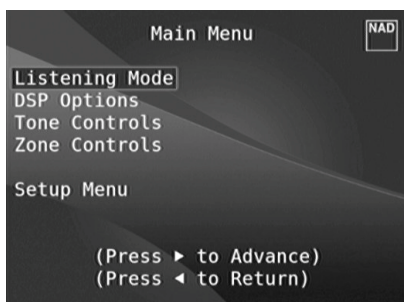 Main Menu
NAD
Listening Mode
DSP Options
Tone Controls
Zone Controls
Setup Menu
(Press ▶ to Advance)
(Press ◀ to Return)